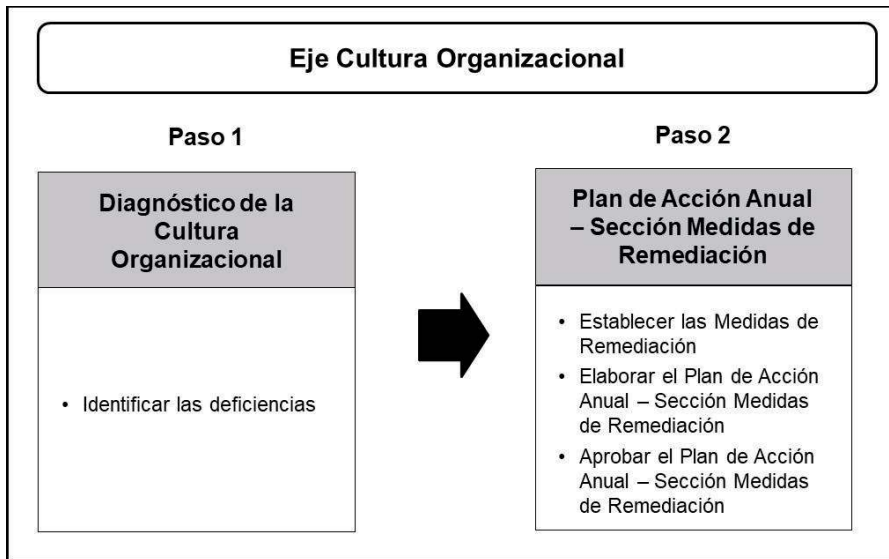 Eje Cultura Organizacional
Paso 1
Diagnóstico de la
Cultura
Organizacional
• Identificar las deficiencias
Paso 2
Plan de Acción Anual
– Sección Medidas de
Remediación
• Establecer las Medidas de
Remediación
• Elaborar el Plan de Acción
Anual – Sección Medidas
de Remediación
• Aprobar el Plan de Acción
Anual – Sección Medidas
de Remediación